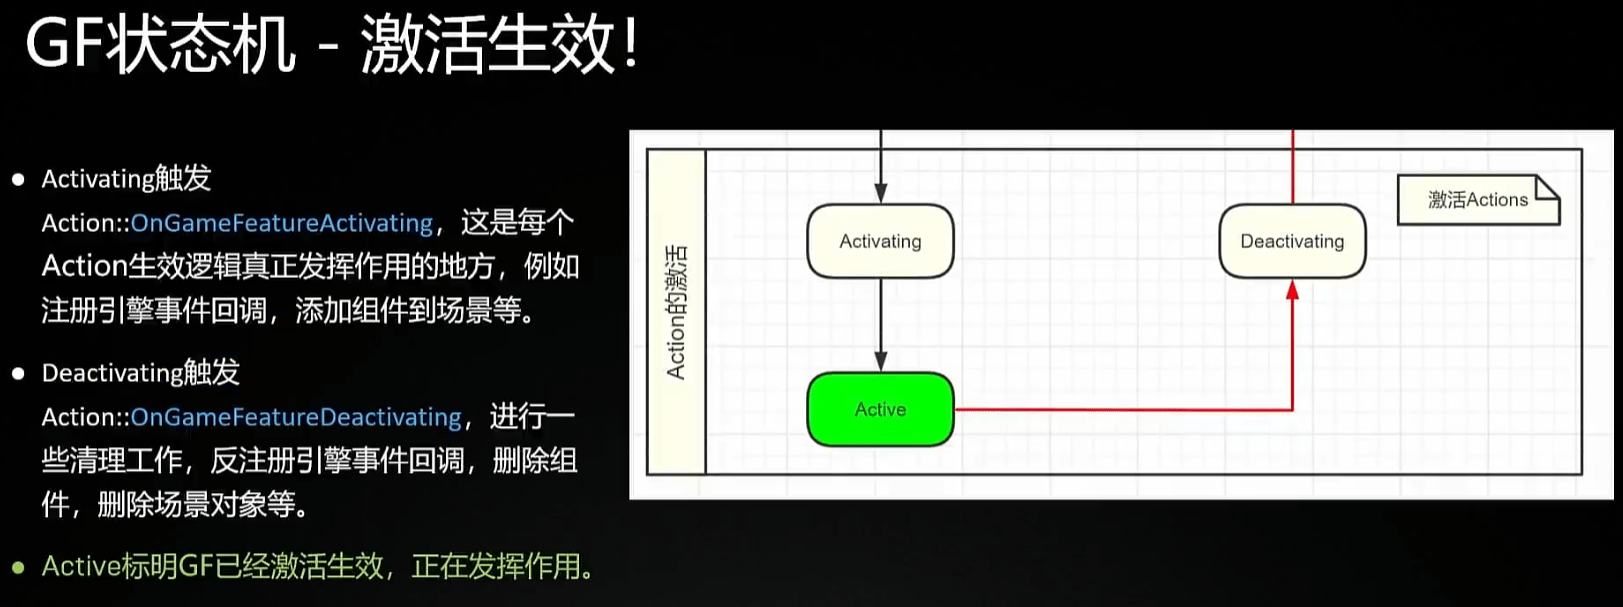 GF状态机 - 激活生效！
● Activating触发
Action::OnGameFeatureActivating，这是每个
Action生效逻辑真正发挥作用的地方，例如
注册引擎事件回调，添加组件到场景等。
● Deactivating触发
Action::OnGameFeatureDeactivating，进行一
些清理工作，反注册引擎事件回调，删除组
件，删除场景对象等。
● Active标明GF已经激活生效，正在发挥作用。
Action的激活
Activating
Deactivating
激活Actions
Active